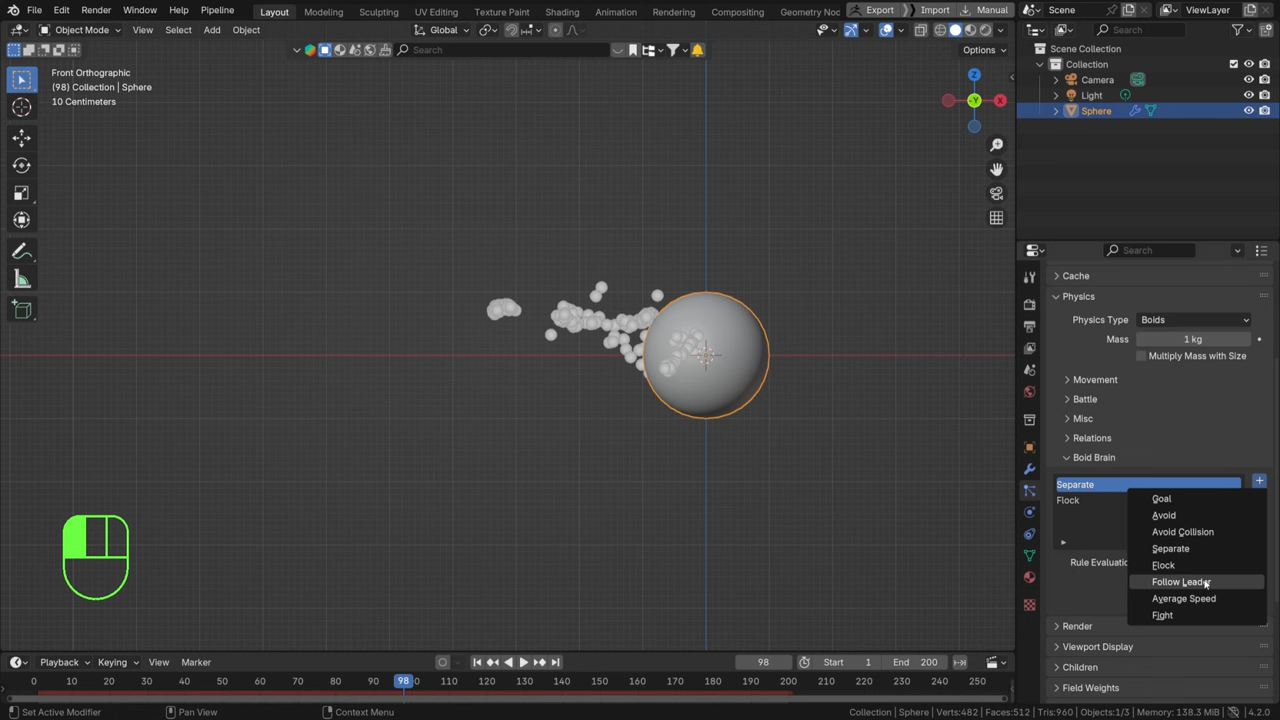 File Edit Render Window Help Pipeline Layout Modeling Sculpting UV Editing Texture Paint Shading Animation Rendering Compositing Geometry Noc Export Import Manual Scene ViewLayer
Object Mode View Select Add Object Global Search
Search Options
Front Orthographic
(98) Collection | Sphere
10 Centimeters
Z
-Y
X
Scene Collection
Collection
Camera
Light
Sphere
Search
Cache
Physics
Physics Type Boids
Mass 1 kg
Multiply Mass with Size
Movement
Battle
Misc
Relations
Boid Brain
Separate
Flock
Goal
Avoid
Avoid Collision
Separate
Flock
Follow Leader
Average Speed
Fight
Rule Evaluatic
Render
Viewport Display
Children
Field Weights
Playback Keying View Marker 98 Start 1 End 200
0 10 20 30 40 50 60 70 80 90 98 0 110 120 130 140 150 160 170 180 190 200 210 220 230 240 250
Set Active Modifier Pan View Context Menu Collection | Sphere | Verts:482 | Faces:512 | Tris:960 | Objects:1/3 | Memory: 138.3 MiB | 4.2.0